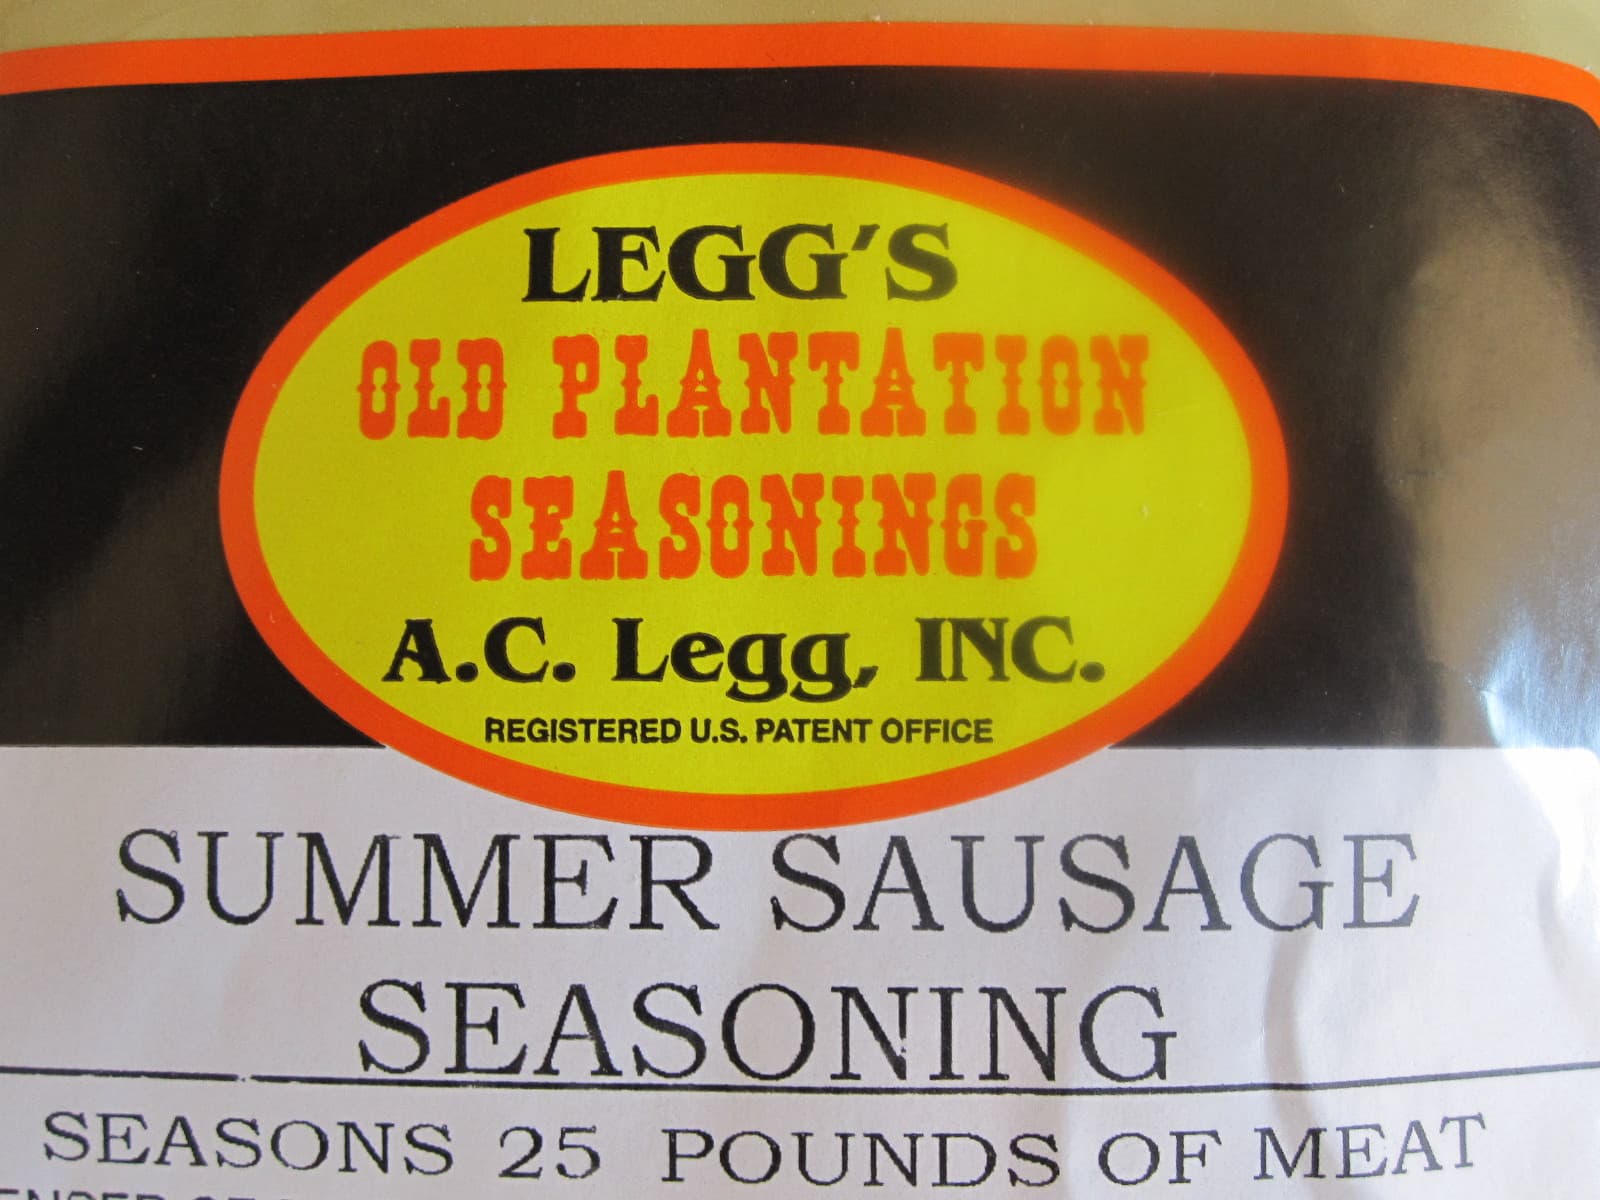 LEGG'S
OLD PLANTATION
SEASONINGS
A.C. Legg, INC.
REGISTERED U.S. PATENT OFFICE
SUMMER SAUSAGE
SEASONING
SEASONS 25 POUNDS OF MEAT